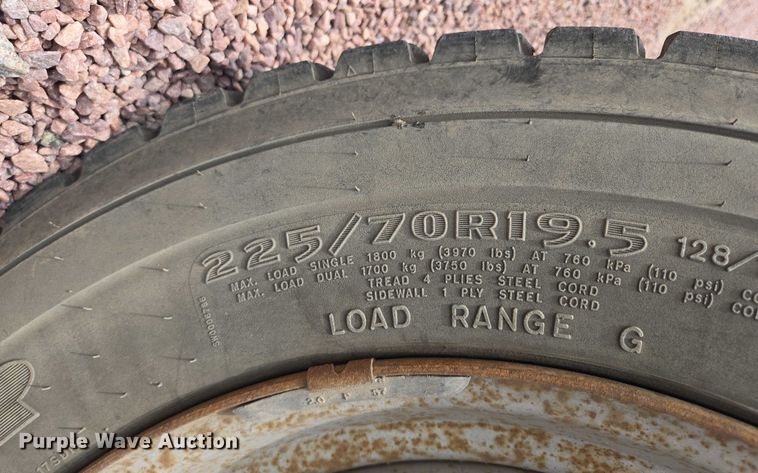 225/70R19.5 128/
MAX. LOAD SINGLE 1800 kg (3970 lbs) AT 760 kPa (110 psi) CO
MAX. LOAD DUAL 1700 kg (3750 lbs) AT 760 kPa (110 psi) COL
TREAD 4 PLIES STEEL CORD
SIDEWALL 1 PLY STEEL CORD
LOAD RANGE G
Purple Wave Auction